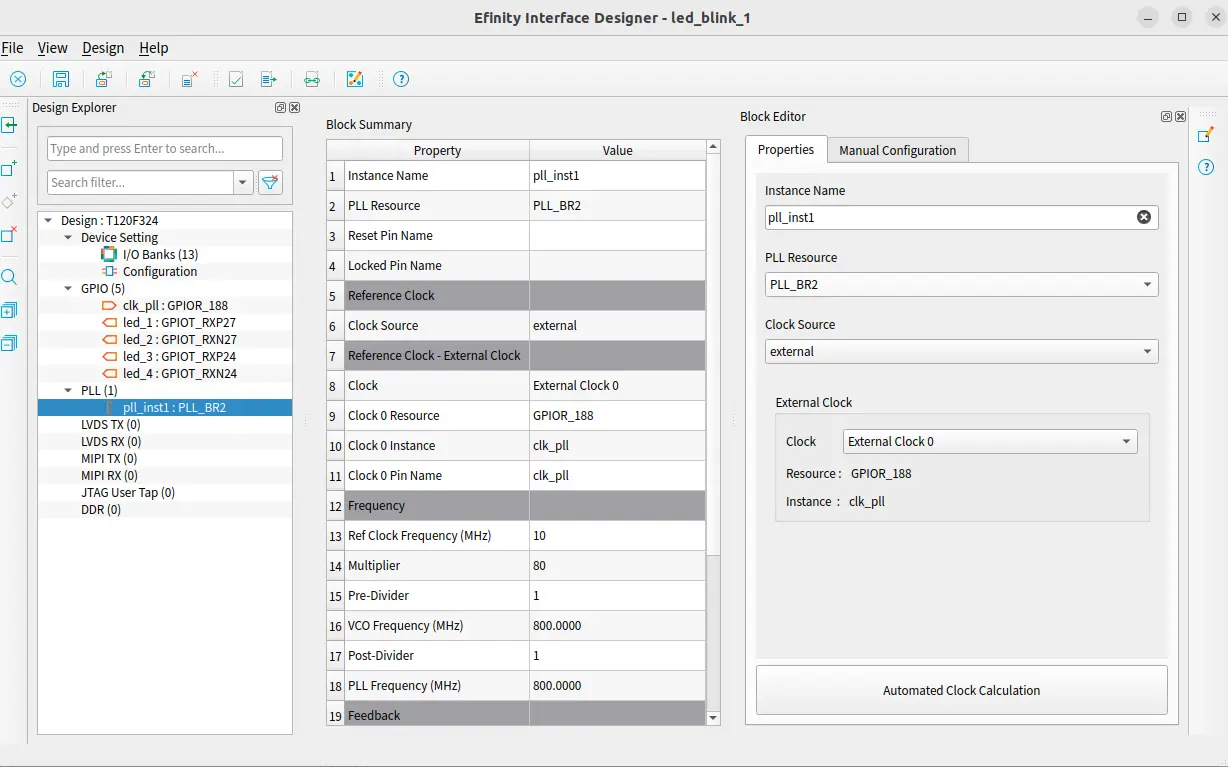 Efinity Interface Designer - led_blink_1
File View Design Help
Design Explorer
Type and press Enter to search...
Search filter...
Design : T120F324
Device Setting
I/O Banks (13)
Configuration
GPIO (5)
clk_pll : GPIOR_188
led_1 : GPIOT_RXP27
led_2 : GPIOT_RXN27
led_3 : GPIOT_RXP24
led_4 : GPIOT_RXN24
PLL (1)
pll_inst1 : PLL_BR2
LVDS TX (0)
LVDS RX (0)
MIPI TX (0)
MIPI RX (0)
JTAG User Tap (0)
DDR (0)
Block Summary
Property Value
1 Instance Name pll_inst1
2 PLL Resource PLL_BR2
3 Reset Pin Name
4 Locked Pin Name
5 Reference Clock
6 Clock Source external
7 Reference Clock - External Clock
8 Clock External Clock 0
9 Clock 0 Resource GPIOR_188
10 Clock 0 Instance clk_pll
11 Clock 0 Pin Name clk_pll
12 Frequency
13 Ref Clock Frequency (MHz) 10
14 Multiplier 80
15 Pre-Divider 1
16 VCO Frequency (MHz) 800.0000
17 Post-Divider 1
18 PLL Frequency (MHz) 800.0000
19 Feedback
Block Editor
Properties Manual Configuration
Instance Name
pll_inst1
PLL Resource
PLL_BR2
Clock Source
external
External Clock
Clock External Clock 0
Resource : GPIOR_188
Instance : clk_pll
Automated Clock Calculation